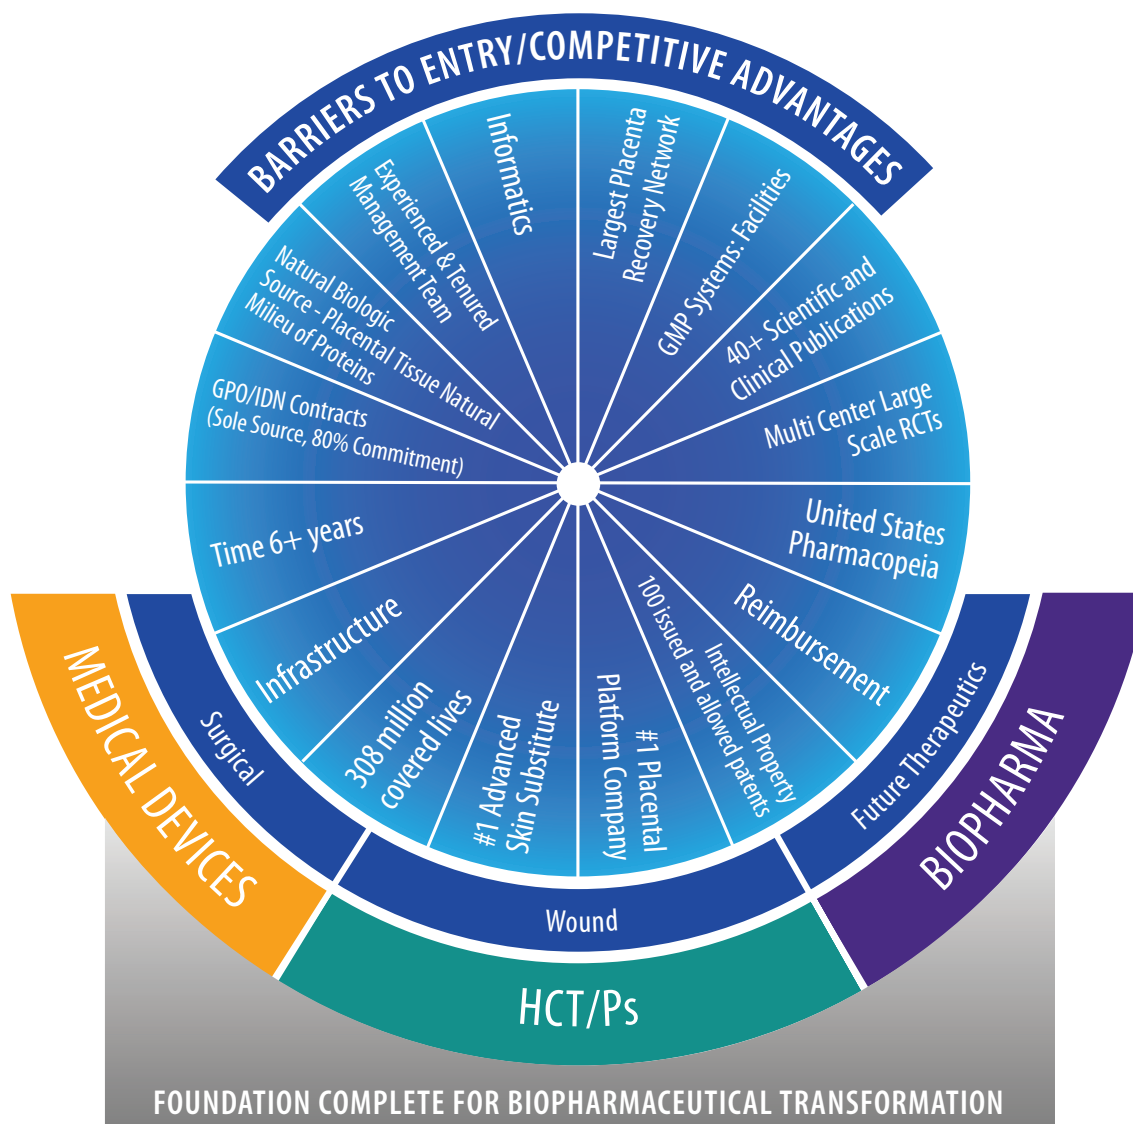 BARRIERS TO ENTRY/COMPETITIVE ADVANTAGES
Largest Placenta
Recovery Network
GMP Systems: Facilities
40+ Scientific and
Clinical Publications
Multi Center Large
Scale RCTs
United States
Pharmacopeia
Reimbursement
Intellectual Property
100 issued and allowed patents
#1 Placental
Platform Company
#1 Advanced
Skin Substitute
308 million
covered lives
Infrastructure
Time 6+ years
GPO/IDN Contracts
(Sole Source, 80% Commitment)
Natural Biologic
Source - Placental Tissue Natural
Milieu of Proteins
Experienced & Tenured
Management Team
Informatics
Surgical
Wound
Future Therapeutics
MEDICAL DEVICES
HCT/Ps
BIOPHARMA
FOUNDATION COMPLETE FOR BIOPHARMACEUTICAL TRANSFORMATION